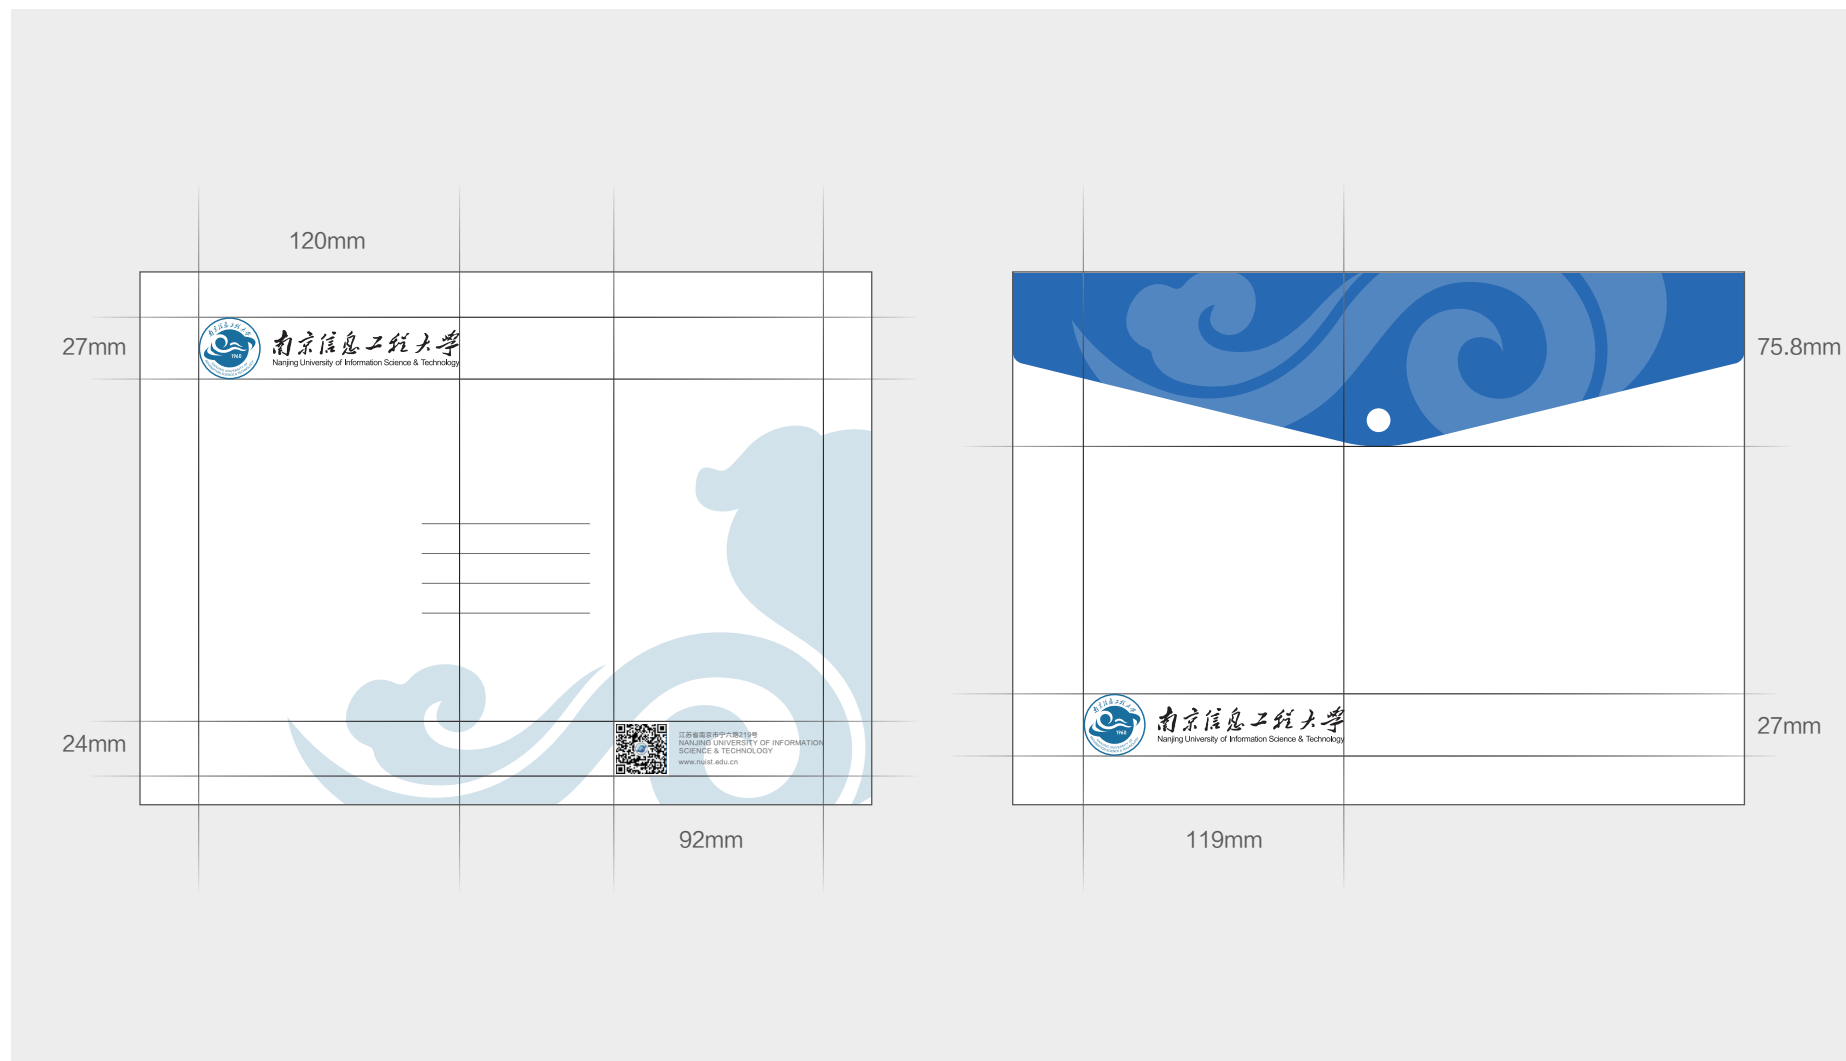 120mm
27mm
南京信息工程大学
Nanjing University of Information Science & Technology
1960
24mm
江苏省南京市宁六路219号
NANJING UNIVERSITY OF INFORMATION
SCIENCE & TECHNOLOGY
www.nuist.edu.cn
92mm
75.8mm
南京信息工程大学
Nanjing University of Information Science & Technology
1960
27mm
119mm